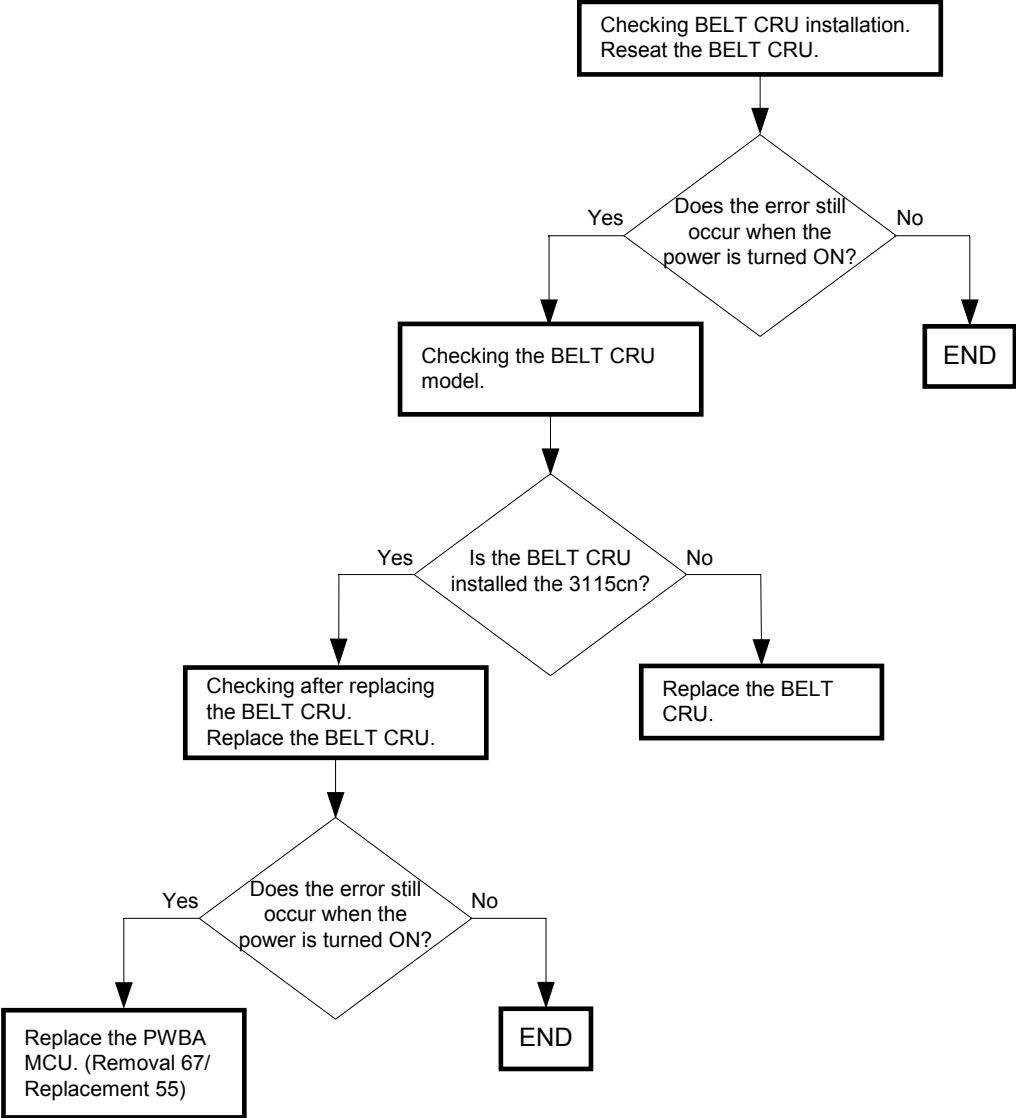 Checking BELT CRU installation.
Reseat the BELT CRU.
Does the error still
occur when the
power is turned ON?
Yes
No
END
Checking the BELT CRU
model.
Is the BELT CRU
installed the 3115cn?
Yes
No
Checking after replacing
the BELT CRU.
Replace the BELT CRU.
Replace the BELT
CRU.
Does the error still
occur when the
power is turned ON?
Yes
No
Replace the PWBA
MCU. (Removal 67/
Replacement 55)
END